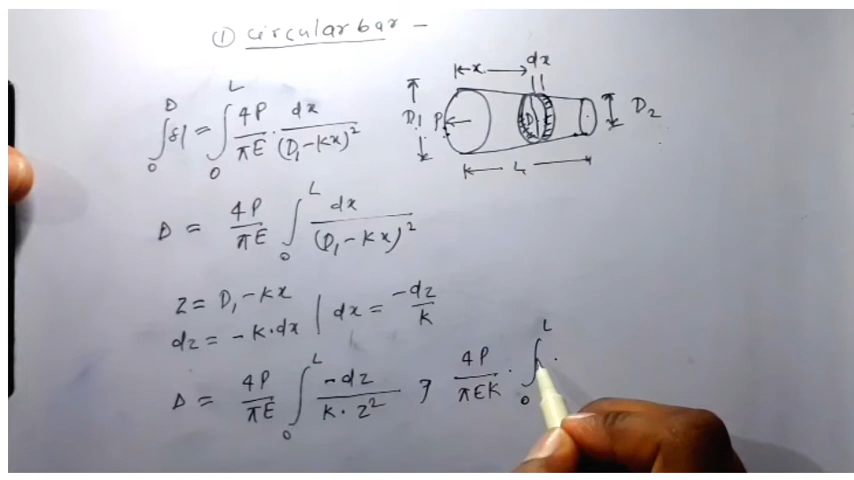 ① circular bar -
∫₀^Δ δl = ∫₀^L 4P/πE · dx/(D₁-kx)²
x dx
D₁ P D D₂
L
Δ = 4P/πE ∫₀^L dx/(D₁-kx)²
z = D₁-kx
dz = -k·dx | dx = -dz/k
Δ = 4P/πE ∫₀^L -dz/k·z² , 4P/πEK · ∫₀^L ·